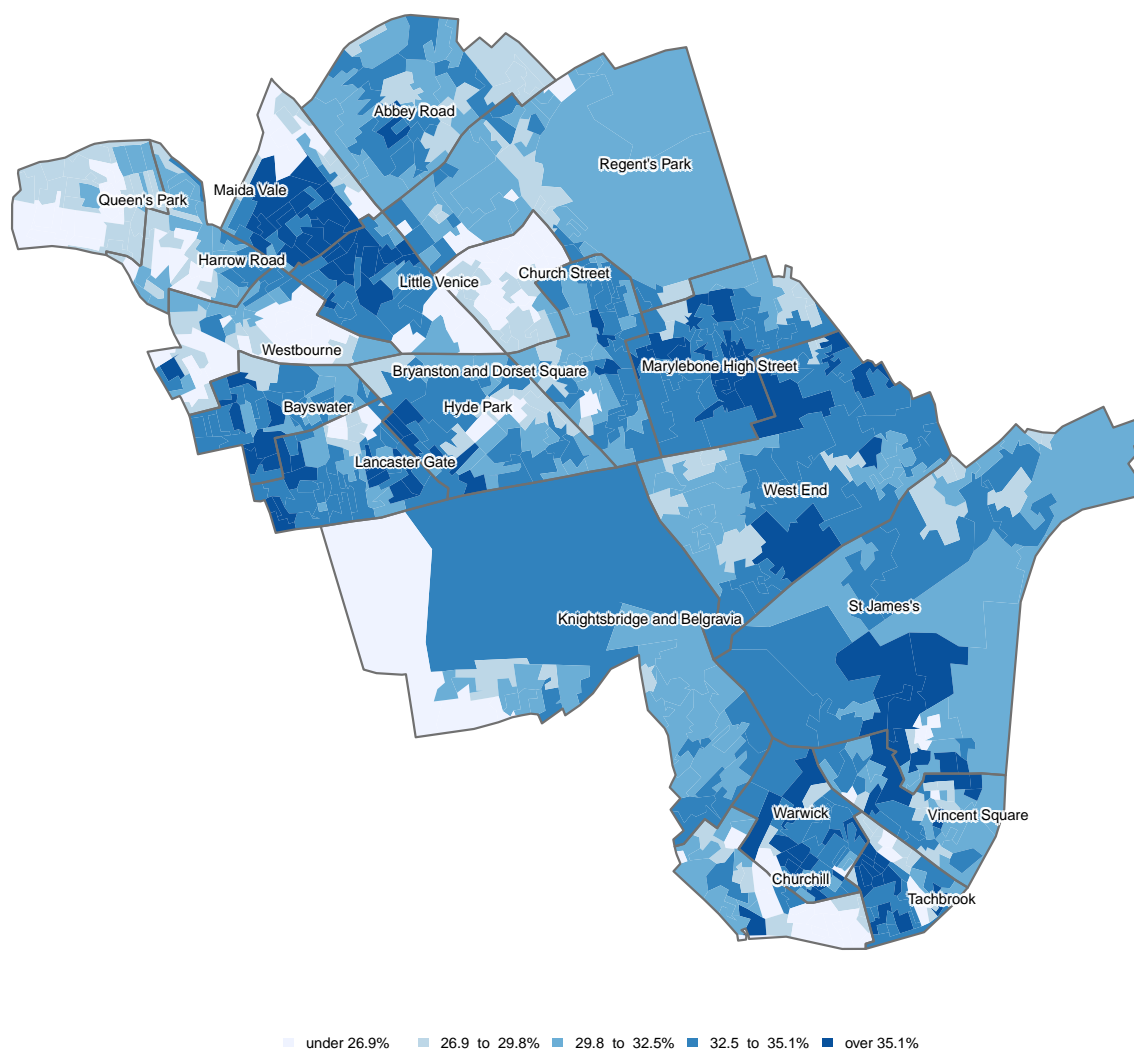 Abbey Road
Regent's Park
Maida Vale
Queen's Park
Harrow Road
Church Street
Little Venice
Westbourne
Marylebone High Street
Bryanston and Dorset Square
Bayswater
Hyde Park
Lancaster Gate
West End
St James's
Knightsbridge and Belgravia
Warwick
Vincent Square
Churchill
Tachbrook
under 26.9% 26.9 to 29.8% 29.8 to 32.5% 32.5 to 35.1% over 35.1%